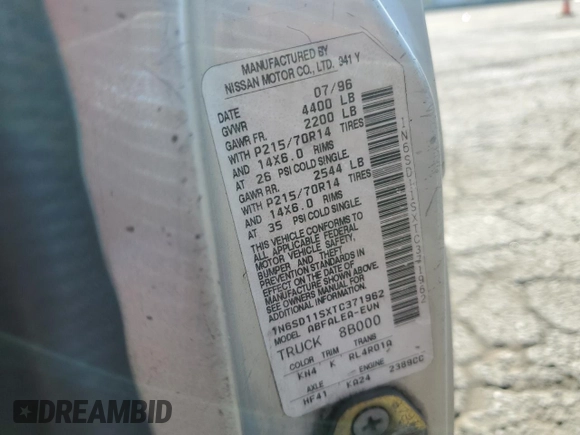 MANUFACTURED BY
NISSAN MOTOR CO., LTD. 941Y
DATE 07/96
GVWR 4400 LB
GAWR FR. 2200 LB
WITH P215/70R14 TIRES
AND 14X6.0 RIMS
AT 26 PSI COLD SINGLE.
GAWR RR. 2544 LB
WITH P215/70R14 TIRES
AND 14X6.0 RIMS
AT 35 PSI COLD SINGLE.
THIS VEHICLE CONFORMS TO
ALL APPLICABLE FEDERAL
MOTOR VEHICLE SAFETY,
BUMPER AND THEFT
PREVENTION STANDARDS IN
EFFECT ON THE DATE OF
MANUFACTURE SHOWN ABOVE.
SEE OWNERS MANUAL FOR
ADDITIONAL INFORMATION.
1N6SD11SXTC371962
MODEL ABFALEA-EVN
TRUCK 8B000
COLOR TRIM TRANS
KH4 K RL4R01A
AXLE ENGINE
HF41 KA24 2389CC
1N6SD11SXTC371962
DREAMBID